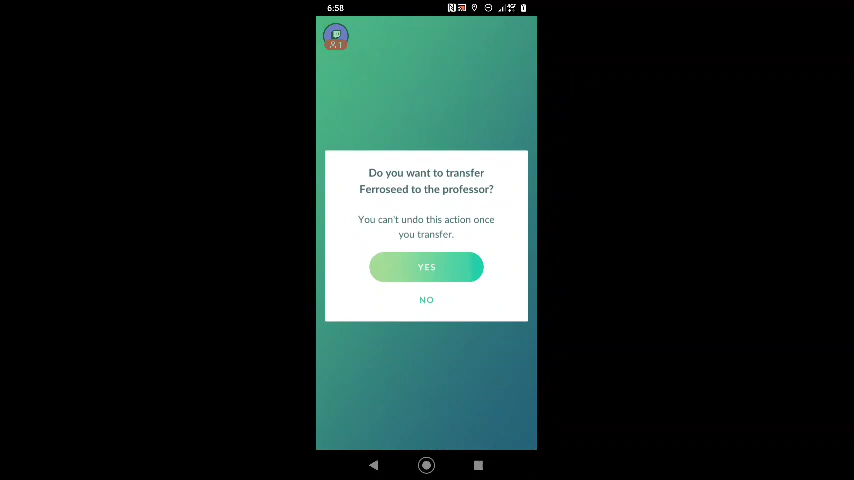 6:58
1
Do you want to transfer
Ferroseed to the professor?
You can't undo this action once
you transfer.
YES
NO